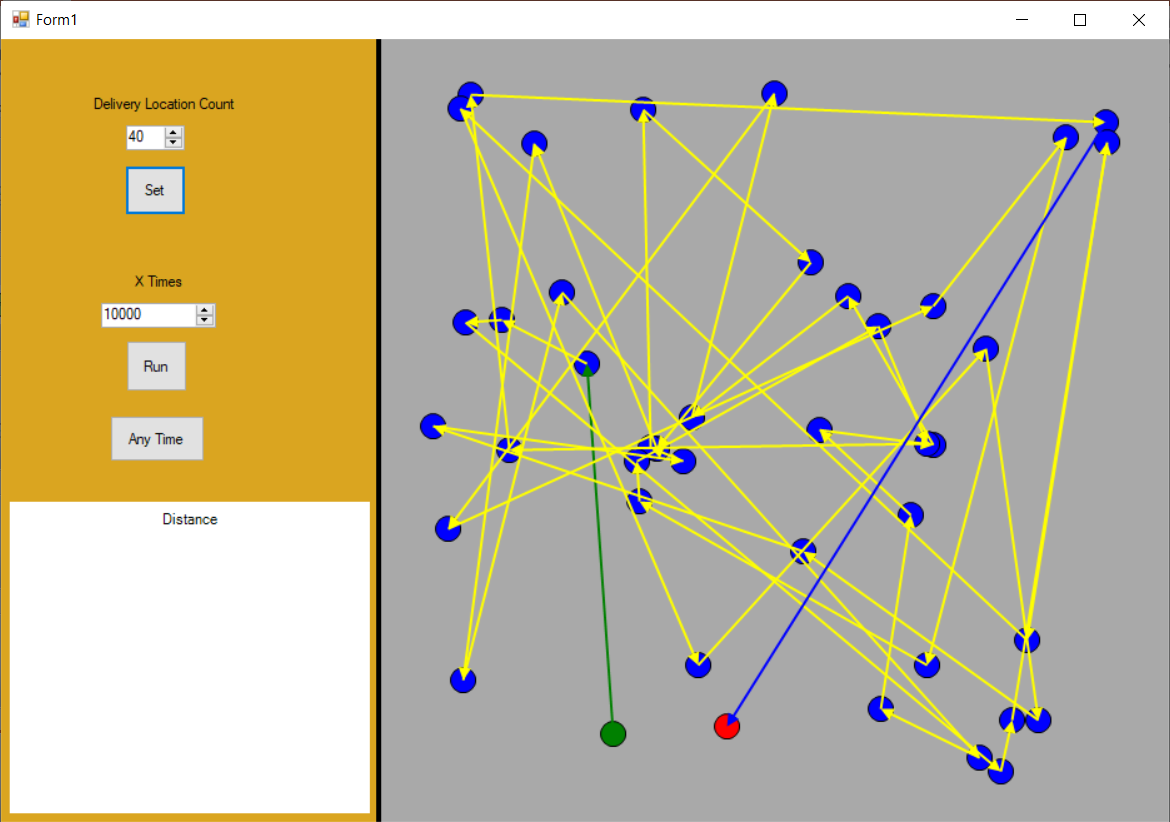 Form1
Delivery Location Count
40
Set
X Times
10000
Run
Any Time
Distance